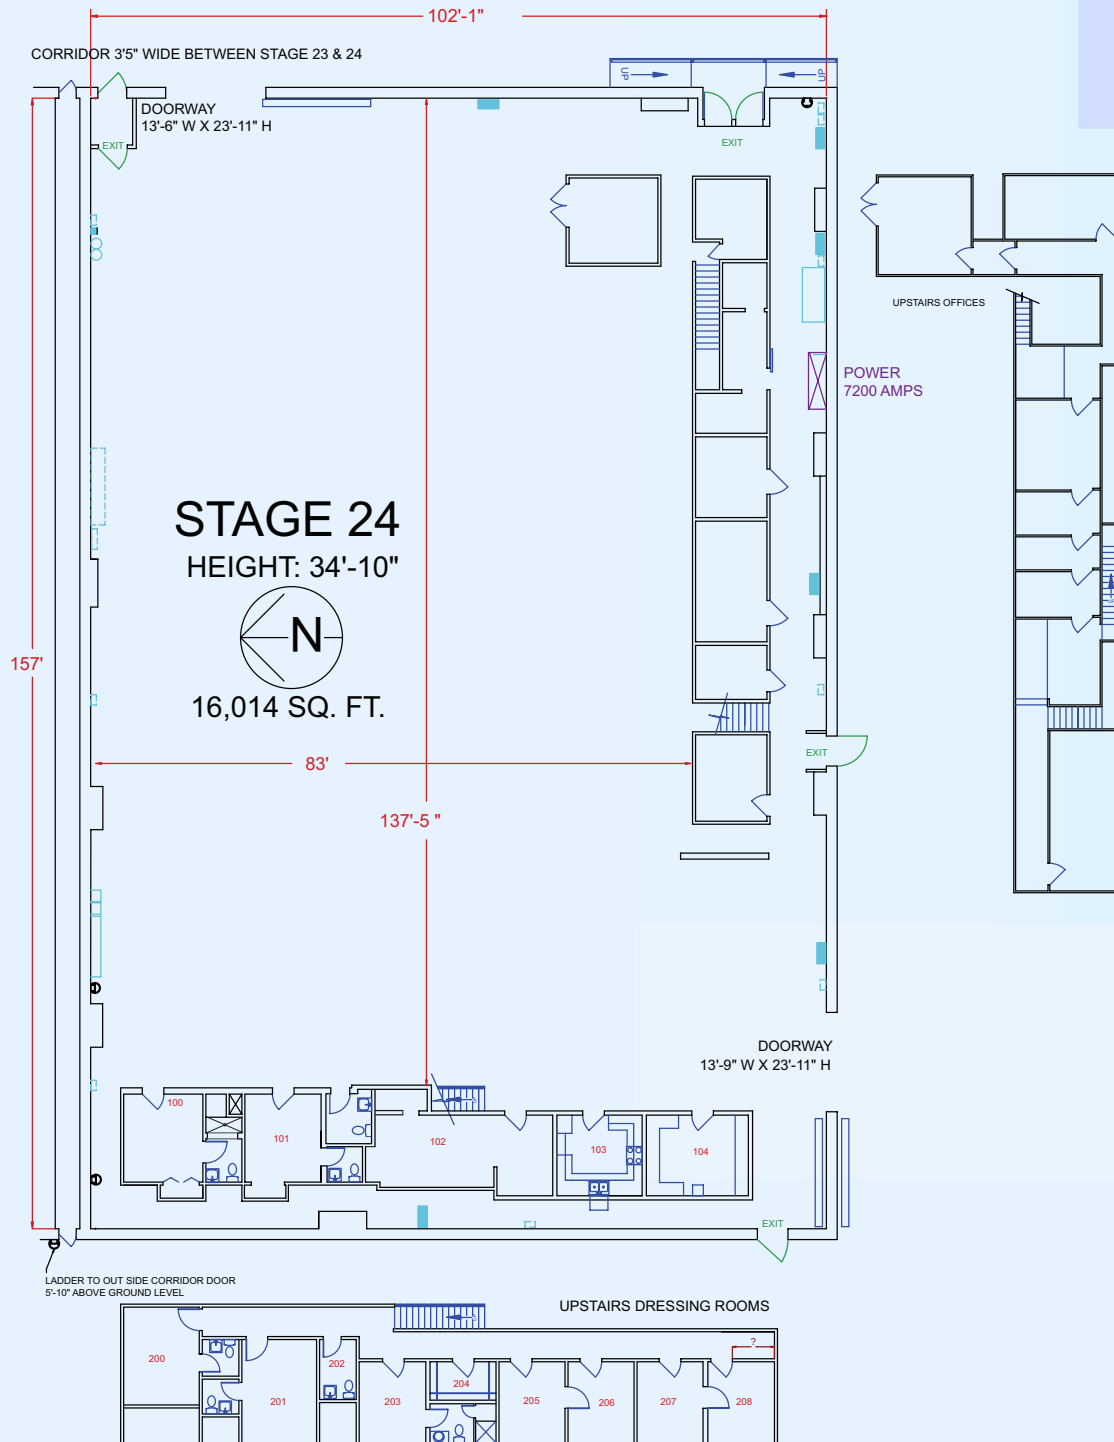 102'-1"
CORRIDOR 3'5" WIDE BETWEEN STAGE 23 & 24
UP
UP
DOORWAY
13'-6" W X 23'-11" H
EXIT
EXIT
UPSTAIRS OFFICES
POWER
7200 AMPS
STAGE 24
HEIGHT: 34'-10"
N
157'
16,014 SQ. FT.
EXIT
83'
137'-5 "
DOORWAY
13'-9" W X 23'-11" H
100
101
102
103
104
EXIT
LADDER TO OUT SIDE CORRIDOR DOOR
5'-10" ABOVE GROUND LEVEL
UPSTAIRS DRESSING ROOMS
?
200
202
204
201
203
205
206
207
208